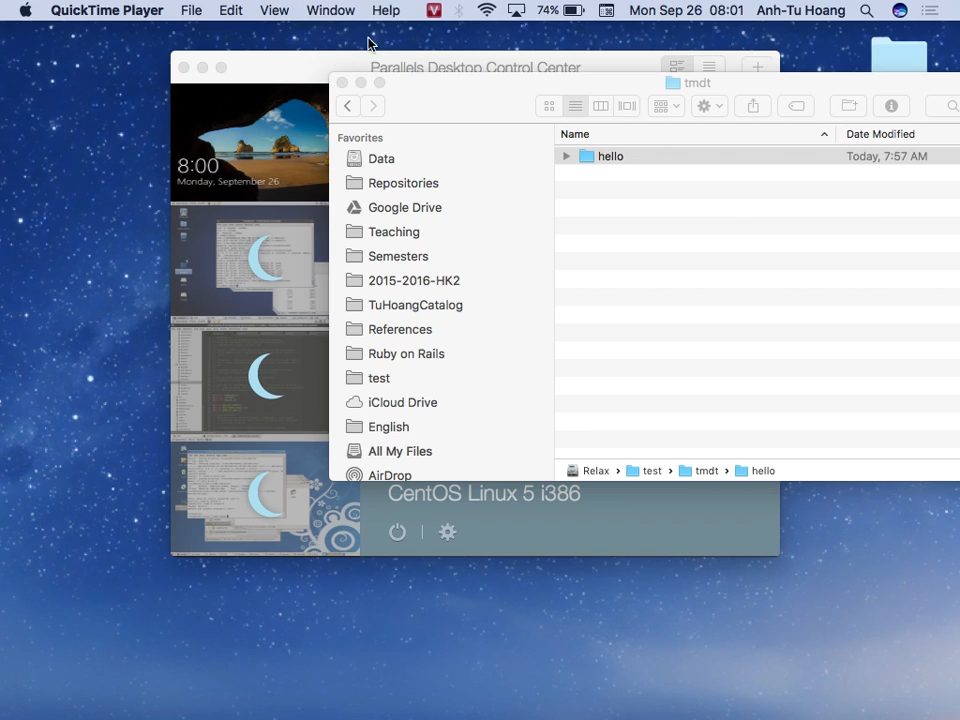 QuickTime Player File Edit View Window Help 74% Mon Sep 26 08:01 Anh-Tu Hoang
Parallels Desktop Control Center
tmdt
8:00
Monday, September 26
Favorites
Data
Repositories
Google Drive
Teaching
Semesters
2015-2016-HK2
TuHoangCatalog
References
Ruby on Rails
test
iCloud Drive
English
All My Files
AirDrop
Name Date Modified
hello Today, 7:57 AM
Relax › test › tmdt › hello
CentOS Linux 5 i386